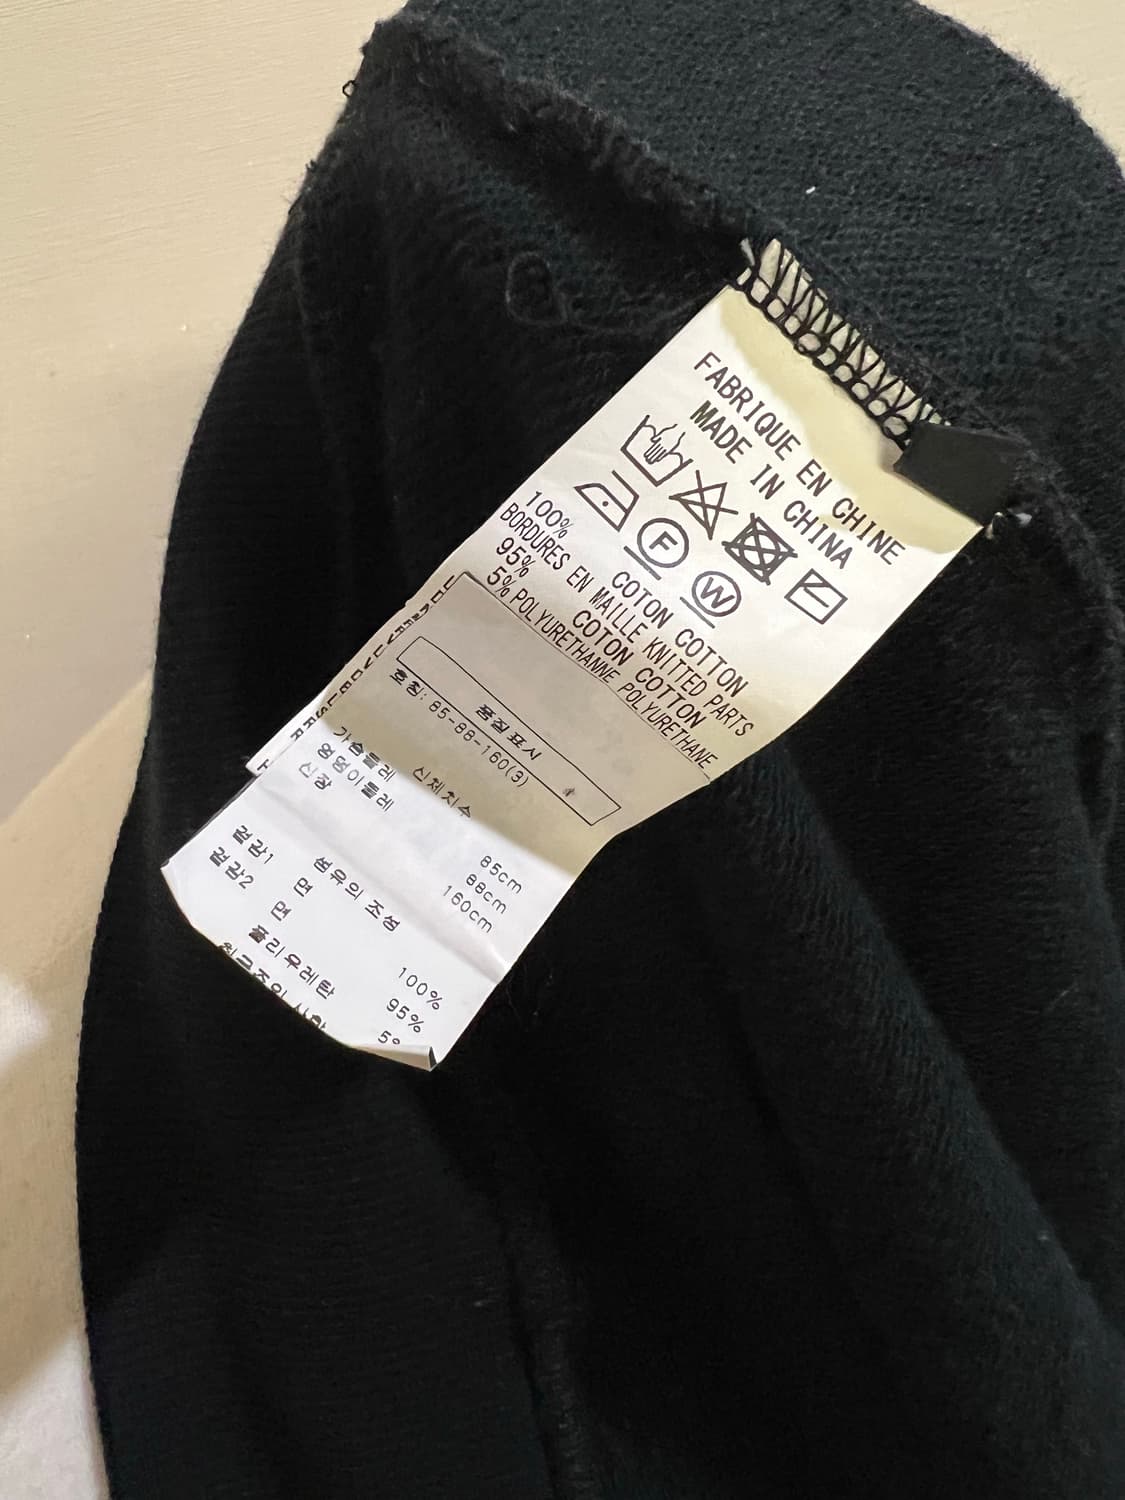 FABRIQUE EN CHINE
MADE IN CHINA
F
W
100% COTON COTTON
BORDURES EN MAILLE KNITTED PARTS
95% COTON COTTON
5% POLYURETHANNE POLYURETHANE
품질표시
호칭: 85-88-160(3)
신체치수
가슴둘레 85cm
엉덩이둘레 88cm
신장 160cm
섬유의 조성
겉감1 면 100%
겉감2 면 95%
폴리우레탄 5%